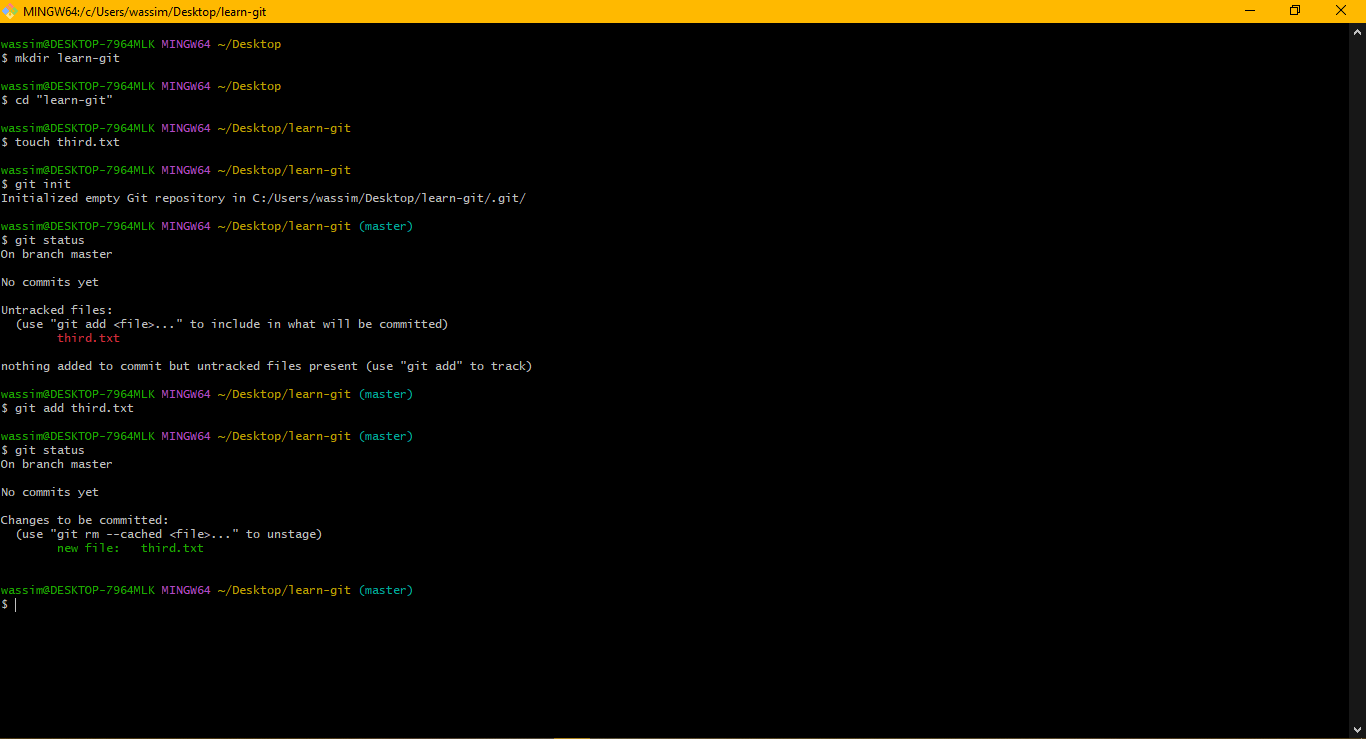 MINGW64:/c/Users/wassim/Desktop/learn-git
wassim@DESKTOP-7964MLK MINGW64 ~/Desktop
$ mkdir learn-git
wassim@DESKTOP-7964MLK MINGW64 ~/Desktop
$ cd "learn-git"
wassim@DESKTOP-7964MLK MINGW64 ~/Desktop/learn-git
$ touch third.txt
wassim@DESKTOP-7964MLK MINGW64 ~/Desktop/learn-git
$ git init
Initialized empty Git repository in C:/Users/wassim/Desktop/learn-git/.git/
wassim@DESKTOP-7964MLK MINGW64 ~/Desktop/learn-git (master)
$ git status
On branch master
No commits yet
Untracked files:
  (use "git add <file>..." to include in what will be committed)
        third.txt
nothing added to commit but untracked files present (use "git add" to track)
wassim@DESKTOP-7964MLK MINGW64 ~/Desktop/learn-git (master)
$ git add third.txt
wassim@DESKTOP-7964MLK MINGW64 ~/Desktop/learn-git (master)
$ git status
On branch master
No commits yet
Changes to be committed:
  (use "git rm --cached <file>..." to unstage)
        new file:   third.txt
wassim@DESKTOP-7964MLK MINGW64 ~/Desktop/learn-git (master)
$